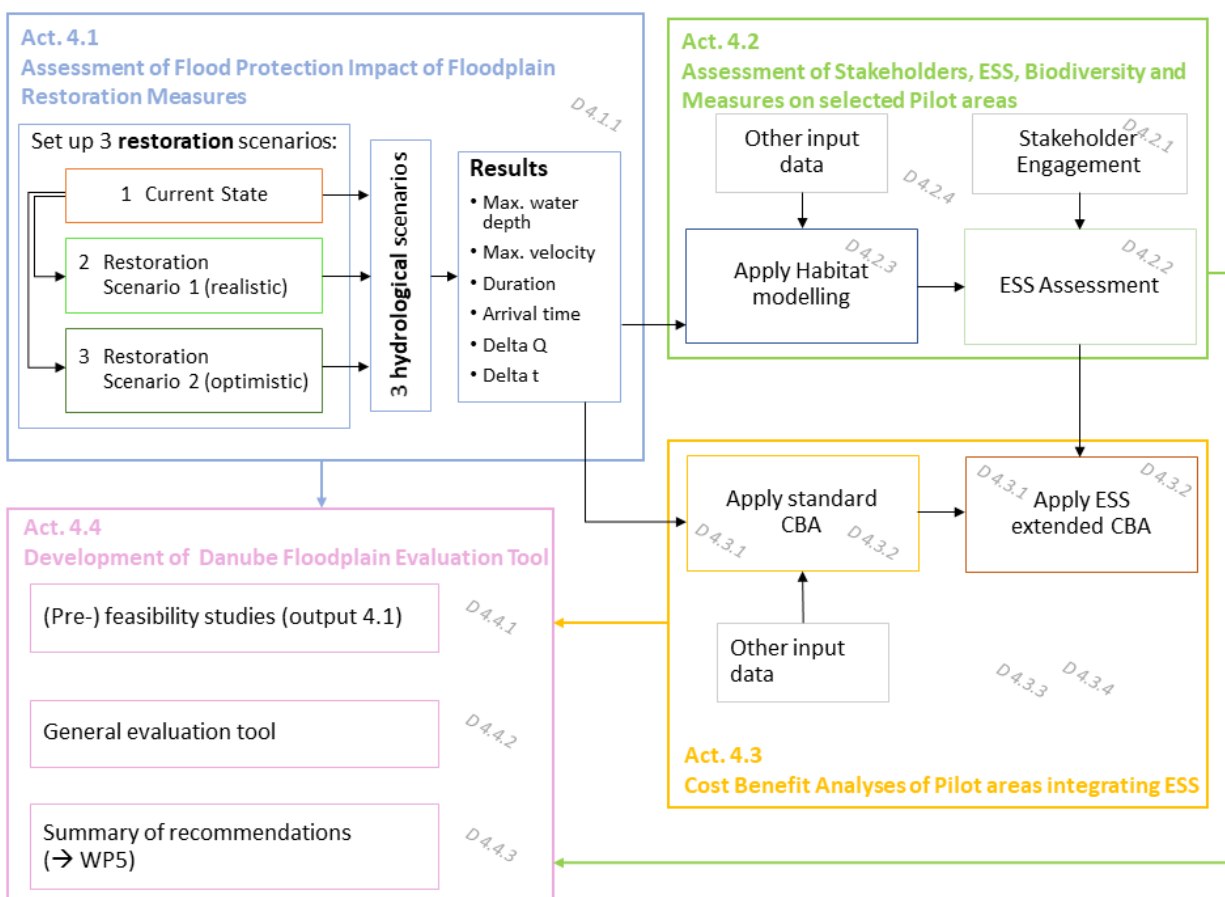 Act. 4.1
Assessment of Flood Protection Impact of Floodplain
Restoration Measures
D 4.1.1
Set up 3 restoration scenarios:
1 Current State
2 Restoration
Scenario 1 (realistic)
3 Restoration
Scenario 2 (optimistic)
3 hydrological scenarios
Results
• Max. water
depth
• Max. velocity
• Duration
• Arrival time
• Delta Q
• Delta t
Act. 4.2
Assessment of Stakeholders, ESS, Biodiversity and
Measures on selected Pilot areas
Other input
data
D 4.2.4
Stakeholder
Engagement
D 4.2.1
Apply Habitat
modelling
D 4.2.3
ESS Assessment
D 4.2.2
Apply standard
CBA
D 4.3.1
D 4.3.2
Apply ESS
extended CBA
D 4.3.1
D 4.3.2
Other input
data
D 4.3.3
D 4.3.4
Act. 4.3
Cost Benefit Analyses of Pilot areas integrating ESS
Act. 4.4
Development of Danube Floodplain Evaluation Tool
(Pre-) feasibility studies (output 4.1)
D 4.4.1
General evaluation tool
D 4.4.2
Summary of recommendations
(→ WP5)
D 4.4.3